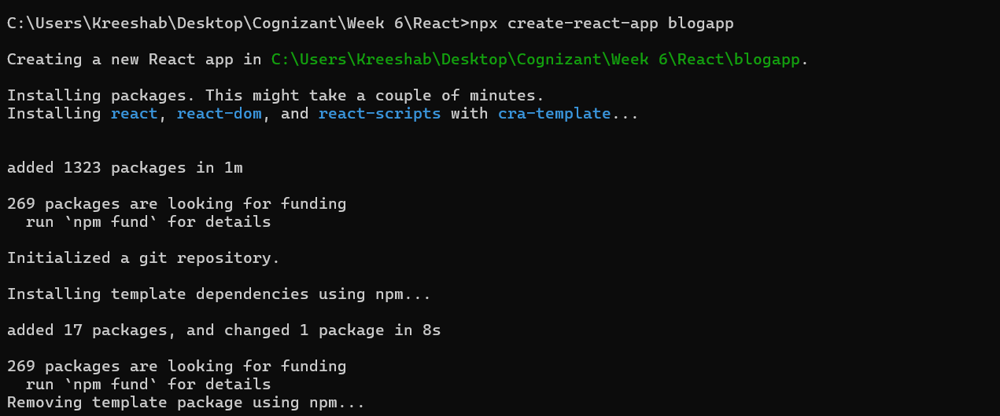 C:\Users\Kreeshab\Desktop\Cognizant\Week 6\React>npx create-react-app blogapp
Creating a new React app in C:\Users\Kreeshab\Desktop\Cognizant\Week 6\React\blogapp.
Installing packages. This might take a couple of minutes.
Installing react, react-dom, and react-scripts with cra-template...
added 1323 packages in 1m
269 packages are looking for funding
  run `npm fund` for details
Initialized a git repository.
Installing template dependencies using npm...
added 17 packages, and changed 1 package in 8s
269 packages are looking for funding
  run `npm fund` for details
Removing template package using npm...